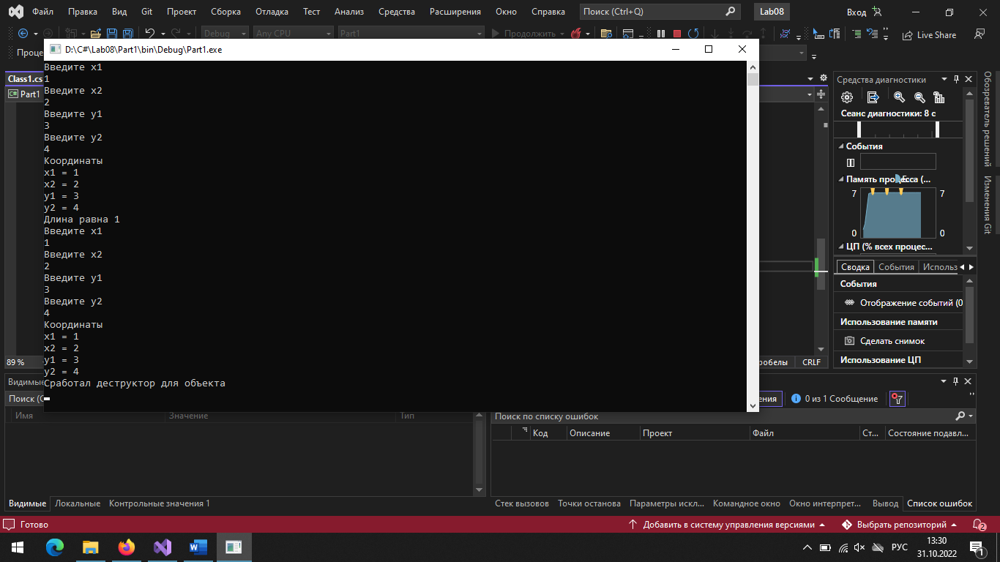 Файл Правка Вид Git Проект Сборка Отладка Тест Анализ Средства Расширения Окно Справка Поиск (Ctrl+Q) Lab08 Вход
Debug Any CPU Part1 Продолжить Live Share
Проце
D:\C#\Lab08\Part1\bin\Debug\Part1.exe
Class1.cs
C# Part1
Введите x1
1
Введите x2
2
Введите y1
3
Введите y2
4
Координаты
x1 = 1
x2 = 2
y1 = 3
y2 = 4
Длина равна 1
Введите x1
1
Введите x2
2
Введите y1
3
Введите y2
4
Координаты
x1 = 1
x2 = 2
y1 = 3
y2 = 4
Сработал деструктор для объекта
Средства диагностики
Сеанс диагностики: 8 с
События
Память процесса (...
7 7
0 0
ЦП (% всех процес...
Сводка События Использ
События
Отображение событий (0
Использование памяти
Сделать снимок
Использование ЦП
Обозреватель решений
Изменения Git
89 %
робелы CRLF
Видимые
Поиск (C
Имя Значение Тип
Видимые Локальные Контрольные значения 1
ения 0 из 1 Сообщение
Поиск по списку ошибок
Код Описание Проект Файл Ст... Состояние подавл...
Стек вызовов Точки останова Параметры искл... Командное окно Окно интерпрет... Вывод Список ошибок
Готово Добавить в систему управления версиями Выбрать репозиторий 2
РУС 13:30
31.10.2022
1